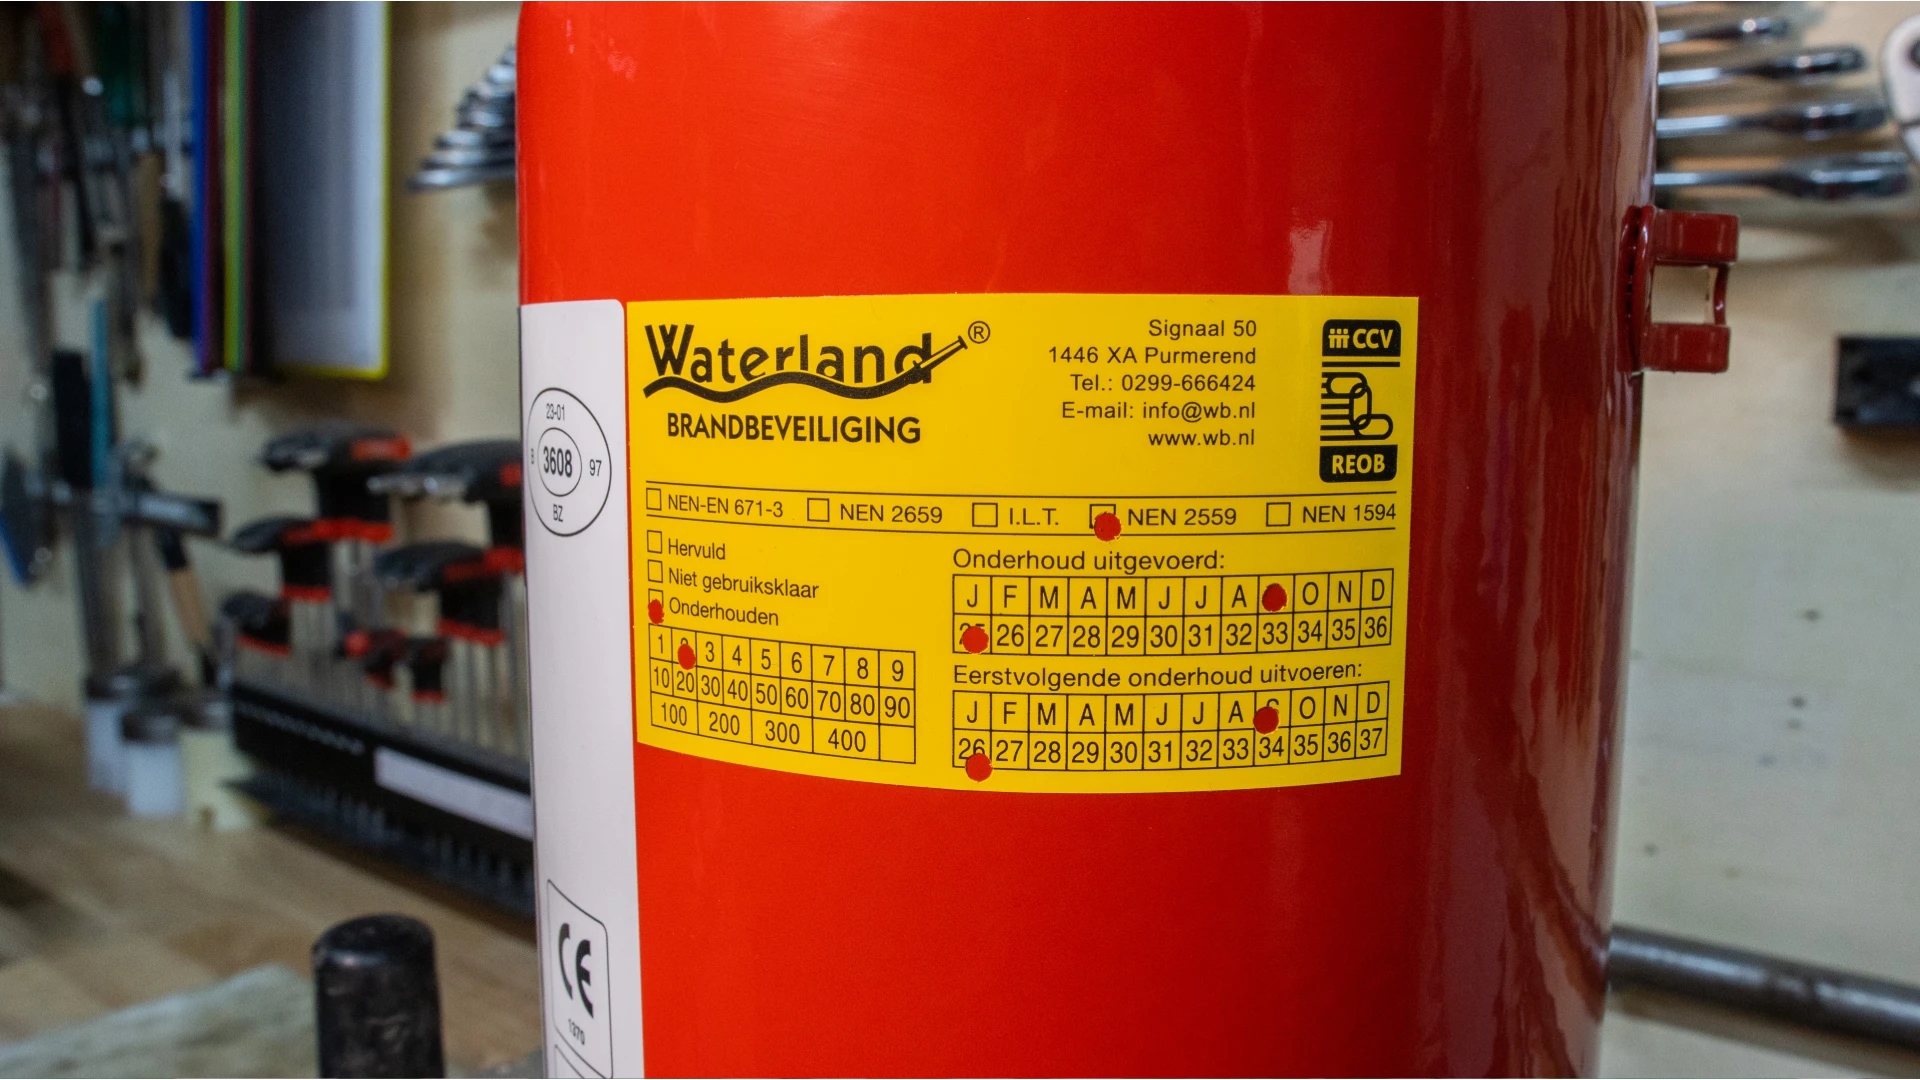 Waterland®
BRANDBEVEILIGING
Signaal 50
1446 XA Purmerend
Tel.: 0299-666424
E-mail: info@wb.nl
www.wb.nl
CCV
REOB
NEN-EN 671-3 NEN 2659 I.L.T. NEN 2559 NEN 1594
Hervuld
Niet gebruiksklaar
Onderhouden
1 3 4 5 6 7 8 9
10 20 30 40 50 60 70 80 90
100 200 300 400
Onderhoud uitgevoerd:
J F M A M J J A O N D
25 26 27 28 29 30 31 32 33 34 35 36
Eerstvolgende onderhoud uitvoeren:
J F M A M J J A S O N D
26 27 28 29 30 31 32 33 34 35 36 37
23-01
8 3608 97
BZ
CE
1370